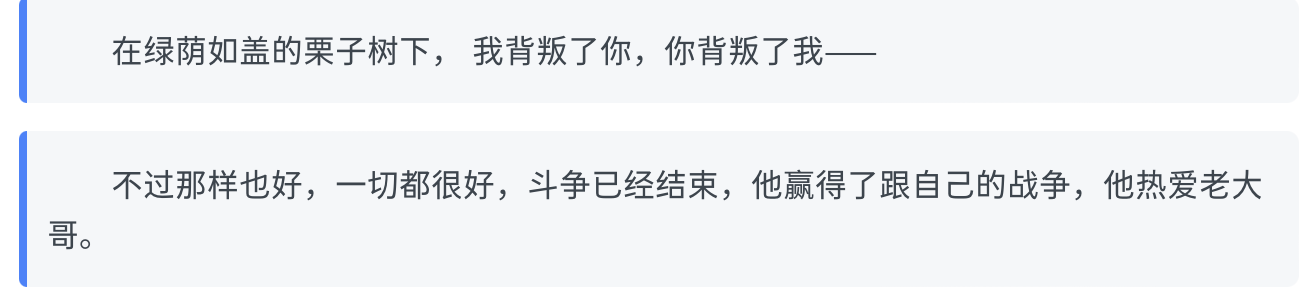 在绿荫如盖的栗子树下， 我背叛了你，你背叛了我——
不过那样也好，一切都很好，斗争已经结束，他赢得了跟自己的战争，他热爱老大
哥。